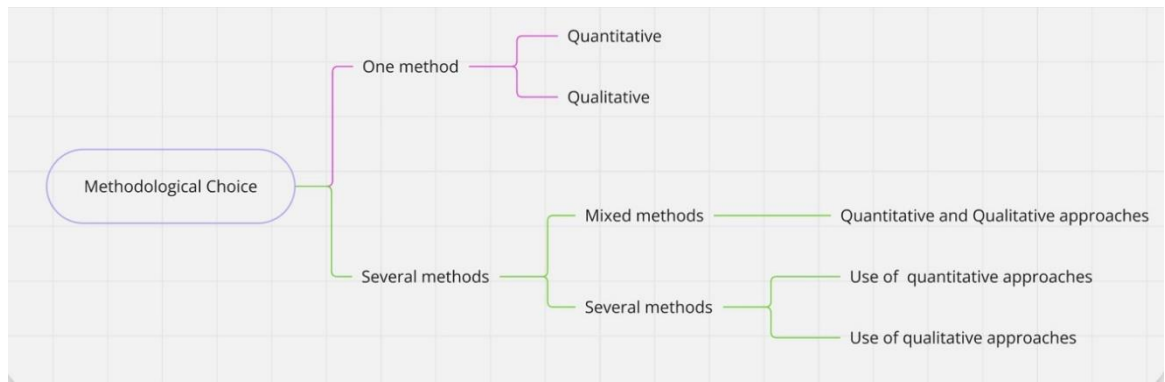 Quantitative
One method
Qualitative
Methodological Choice
Mixed methods
Quantitative and Qualitative approaches
Several methods
Use of quantitative approaches
Several methods
Use of qualitative approaches